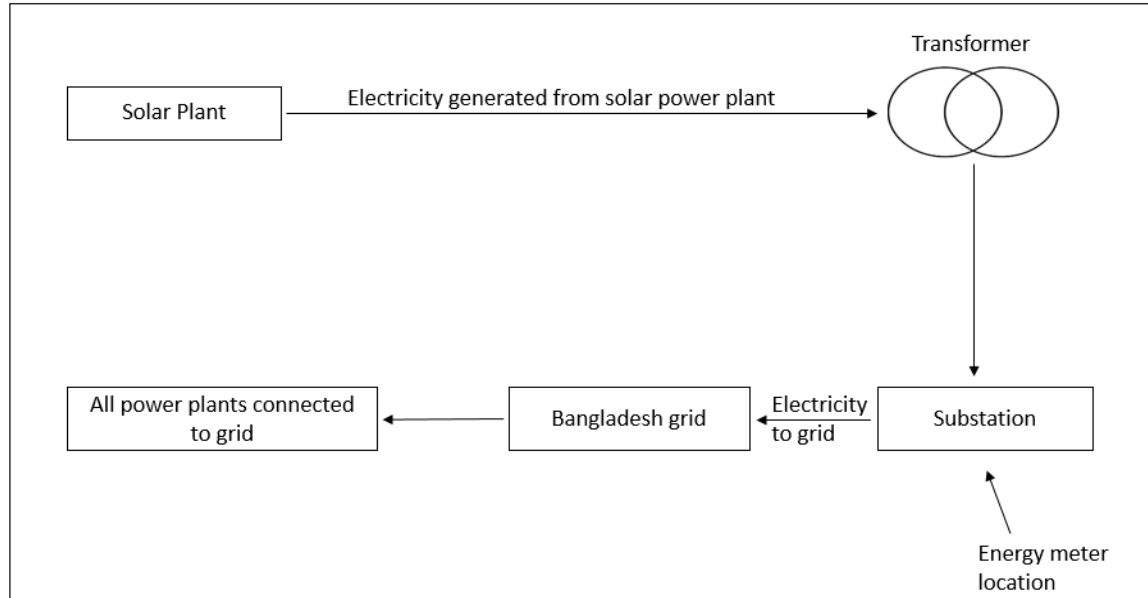 Transformer
Solar Plant
Electricity generated from solar power plant
All power plants connected
to grid
Bangladesh grid
Electricity
to grid
Substation
Energy meter
location